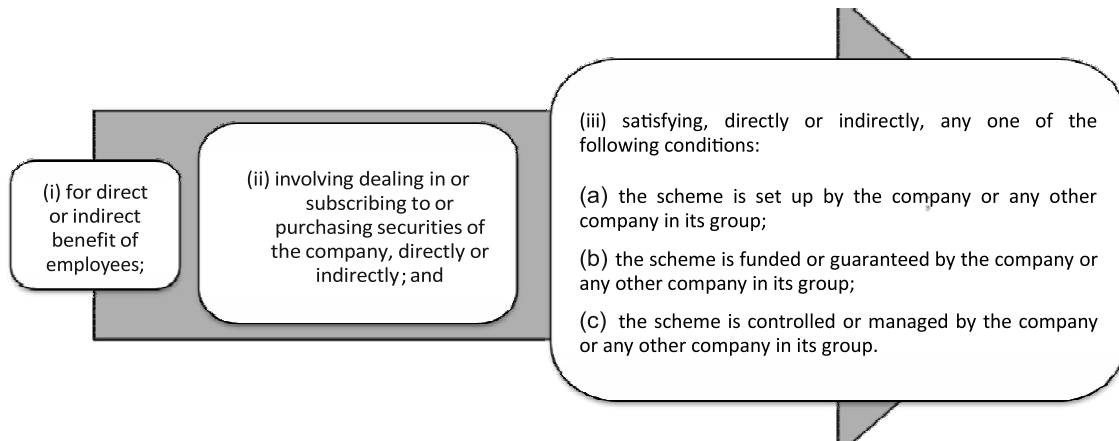 (i) for direct
or indirect
benefit of
employees;
(ii) involving dealing in or
subscribing to or
purchasing securities of
the company, directly or
indirectly; and
(iii) satisfying, directly or indirectly, any one of the
following conditions:
(a) the scheme is set up by the company or any other
company in its group;
(b) the scheme is funded or guaranteed by the company or
any other company in its group;
(c) the scheme is controlled or managed by the company
or any other company in its group.